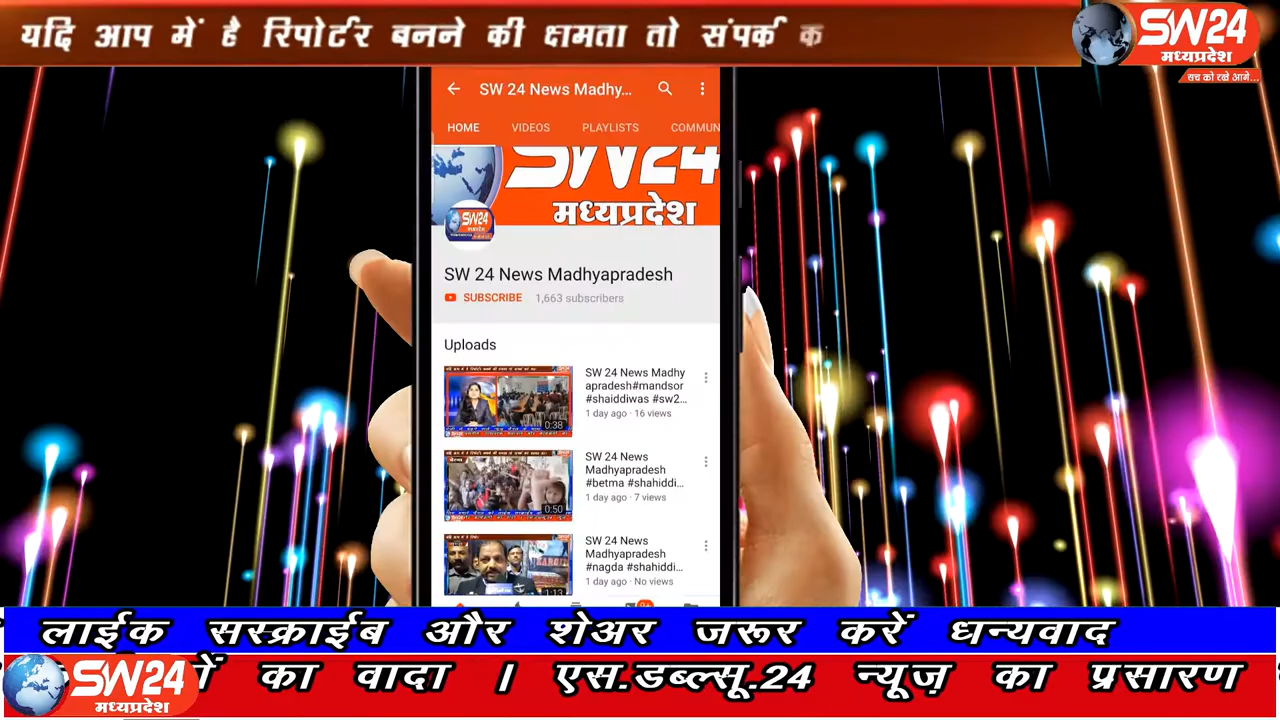 यदि आप में है रिपोर्टर बनने की क्षमता तो संपर्क क
SW24
मध्यप्रदेश
सच को रखे आगे...
SW 24 News Madhy...
HOME VIDEOS PLAYLISTS COMMUN
SW24
मध्यप्रदेश
SW24
SW 24 News Madhyapradesh
SUBSCRIBE 1,663 subscribers
Uploads
SW 24 News Madhy
apradesh#mandsor
#shaiddiwas #sw2...
1 day ago · 16 views
0:38
SW 24 News
Madhyapradesh
#betma #shahiddi...
1 day ago · 7 views
0:50
SW 24 News
Madhyapradesh
#nagda #shahiddi...
1 day ago · No views
1:13
9+
लाईक सस्क्राईब और शेअर जरूर करें धन्यवाद
का वादा । एस.डब्ल्सू.24 न्यूज़ का प्रसारण
SW24
मध्यप्रदेश